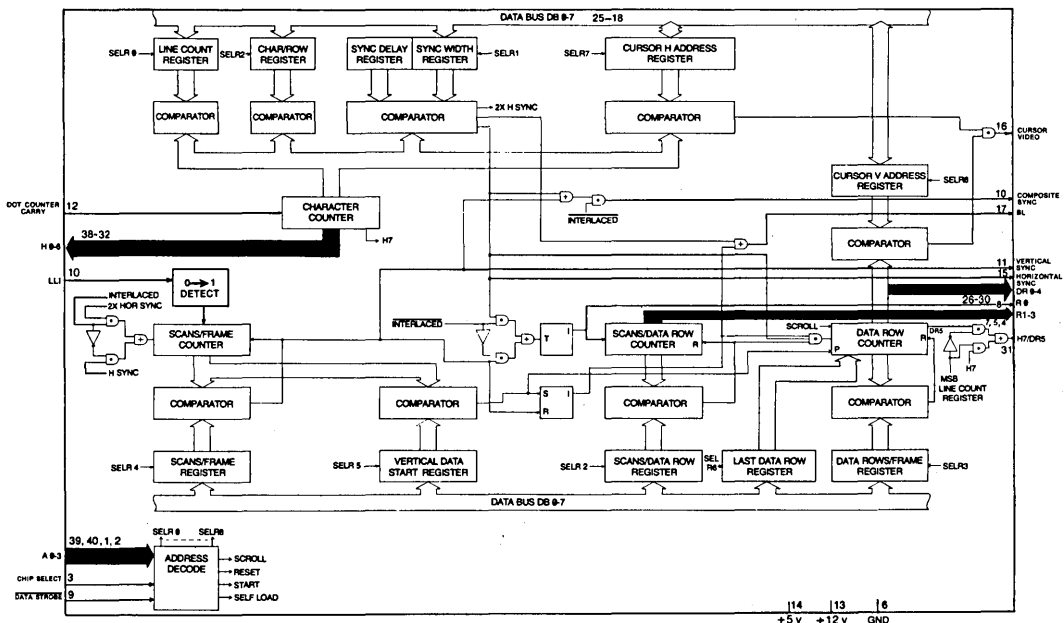 DATA BUS DB 9-7 25-18
SELR 9
LINE COUNT
REGISTER
SELR2
CHAR/ROW
REGISTER
SYNC DELAY
REGISTER
SYNC WIDTH
REGISTER
SELR1
SELR7
CURSOR H ADDRESS
REGISTER
COMPARATOR
COMPARATOR
COMPARATOR
2X H SYNC
COMPARATOR
16
CURSOR
VIDEO
CURSOR V ADDRESS
REGISTER
SELR8
10
COMPOSITE
SYNC
DOT COUNTER
CARRY
12
CHARACTER
COUNTER
INTERLACED
17
BL
H 9-6
38-32
H7
COMPARATOR
11
VERTICAL
SYNC
15
HORIZONTAL
SYNC
LLI
10
0→1
DETECT
DR 9-4
26-30
8
R 9
R1-3
INTERLACED
2X HOR SYNC
SCANS/FRAME
COUNTER
INTERLACED
T
I
SCANS/DATA ROW
COUNTER
R
SCROLL
P
DATA ROW
COUNTER
R
DR5
7, 5, 4
H7/DR5
31
H SYNC
H7
MSB
LINE COUNT
REGISTER
COMPARATOR
COMPARATOR
S
I
R
COMPARATOR
COMPARATOR
SELR 4
SCANS/FRAME
REGISTER
SELR 5
VERTICAL DATA
START REGISTER
SELR 2
SCANS/DATA ROW
REGISTER
SEL
R6
LAST DATA ROW
REGISTER
DATA ROWS/FRAME
REGISTER
SELR3
DATA BUS DB 9-7
SELR 9
SELR8
39, 40, 1, 2
A 9-3
ADDRESS
DECODE
SCROLL
RESET
START
SELF LOAD
CHIP SELECT
3
DATA STROBE
9
14
+5 V
13
+12 V
6
GND